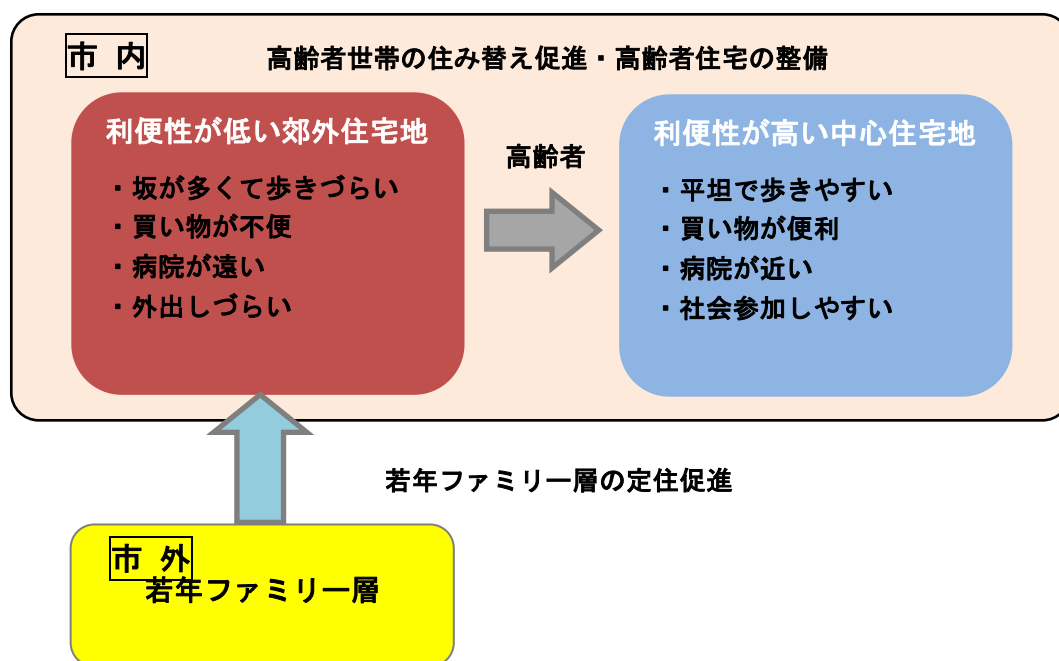 市 内
高齢者世帯の住み替え促進・高齢者住宅の整備
利便性が低い郊外住宅地
・坂が多くて歩きづらい
・買い物が不便
・病院が遠い
・外出しづらい
高齢者
利便性が高い中心住宅地
・平坦で歩きやすい
・買い物が便利
・病院が近い
・社会参加しやすい
若年ファミリー層の定住促進
市 外
若年ファミリー層